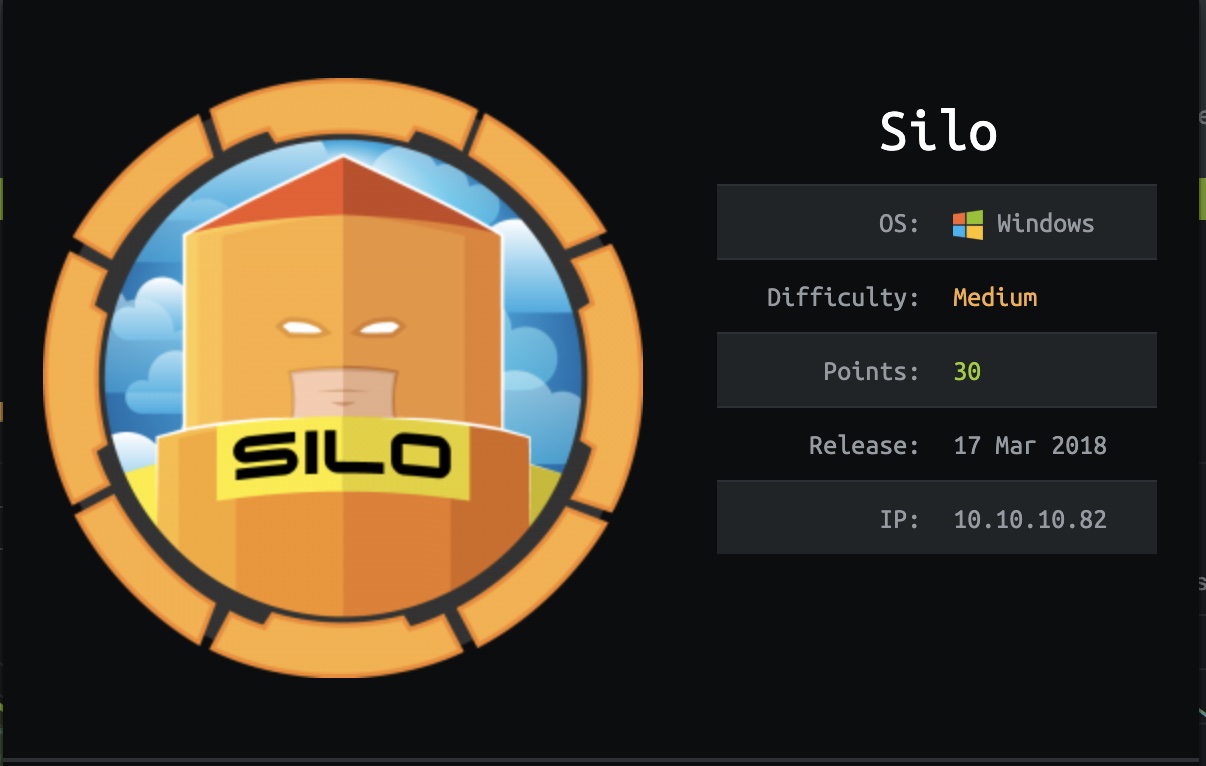 Silo
OS: Windows
Difficulty: Medium
Points: 30
Release: 17 Mar 2018
IP: 10.10.10.82
SILO